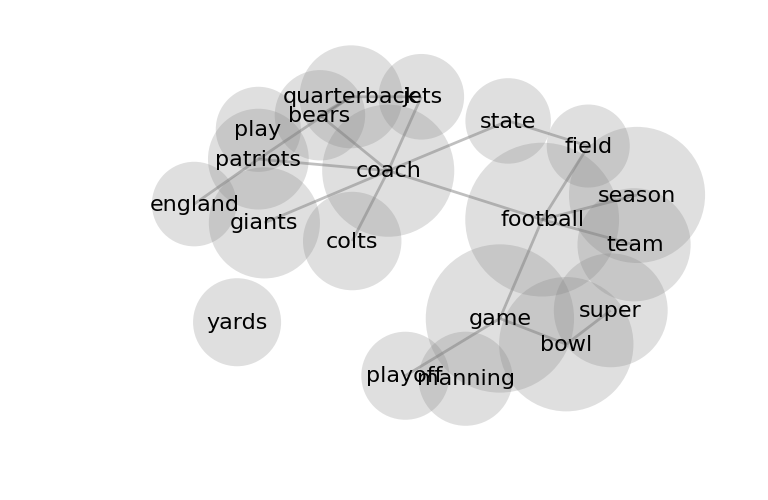 quarterback
jets
bears
state
play
field
patriots
coach
season
england
football
giants
colts
team
super
game
yards
bowl
playoff
manning